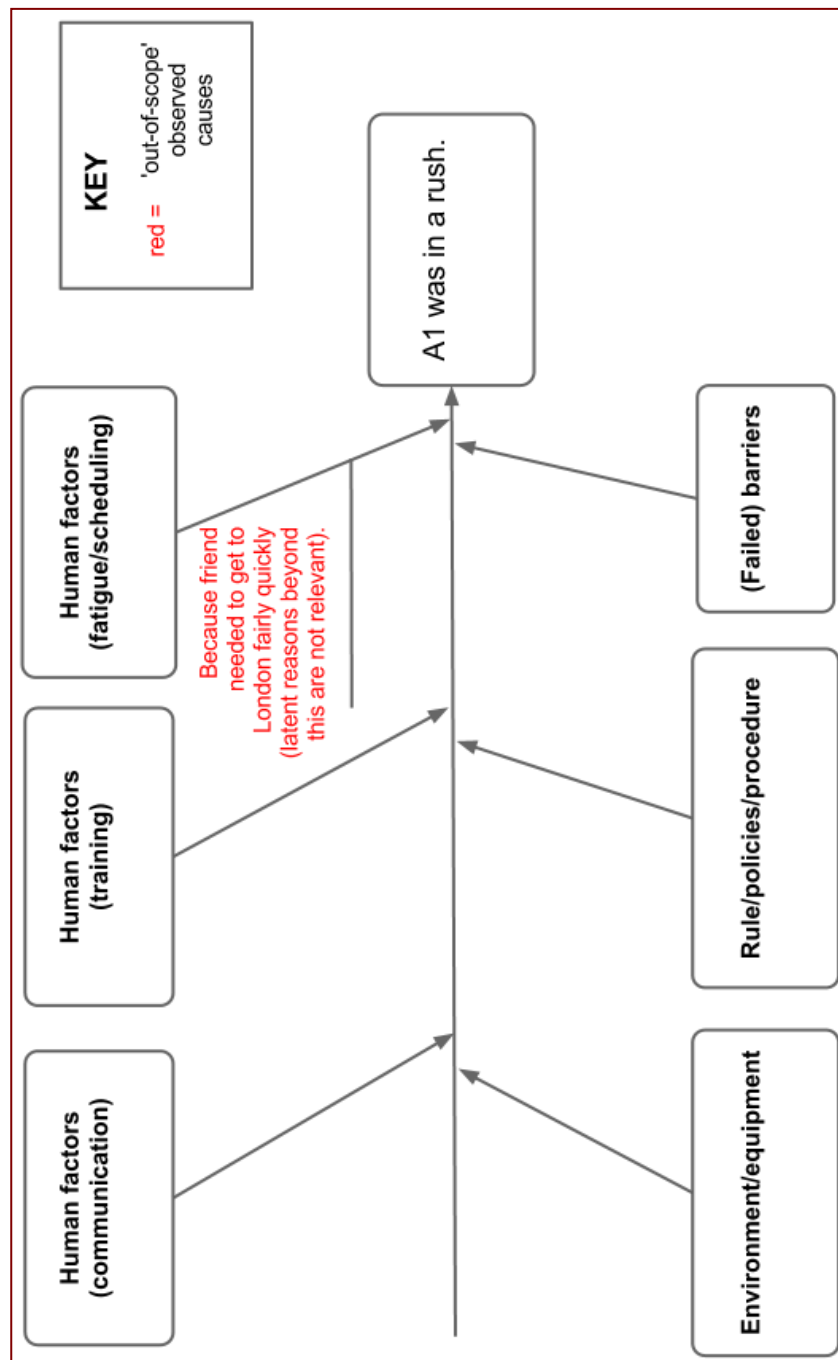 KEY
red =
'out-of-scope'
observed
causes
Human factors
(communication)
Human factors
(training)
Human factors
(fatigue/scheduling)
Because friend
needed to get to
London fairly quickly
(latent reasons beyond
this are not relevant).
A1 was in a rush.
Environment/equipment
Rule/policies/procedure
(Failed) barriers